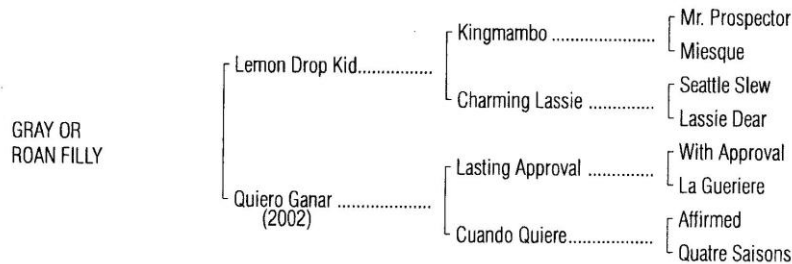 GRAY OR
ROAN FILLY
Lemon Drop Kid..............
Quiero Ganar ..................
(2002)
Kingmambo ...................
Charming Lassie .............
Lasting Approval .............
Cuando Quiere................
Mr. Prospector
Miesque
Seattle Slew
Lassie Dear
With Approval
La Gueriere
Affirmed
Quatre Saisons